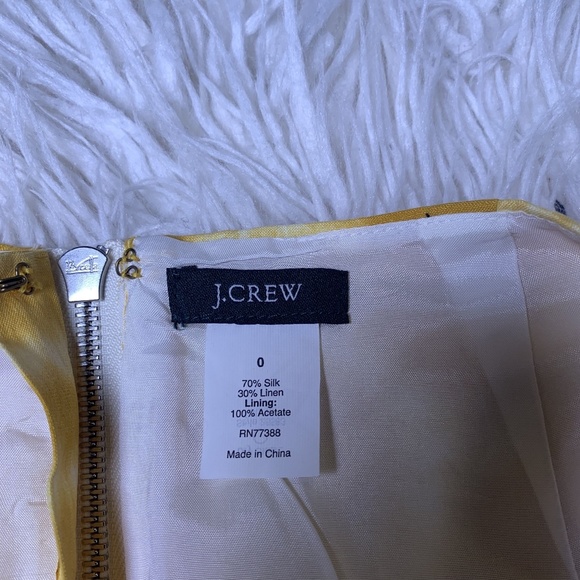 J.CREW
0
70% Silk
30% Linen
Lining:
100% Acetate
RN77388
Made in China